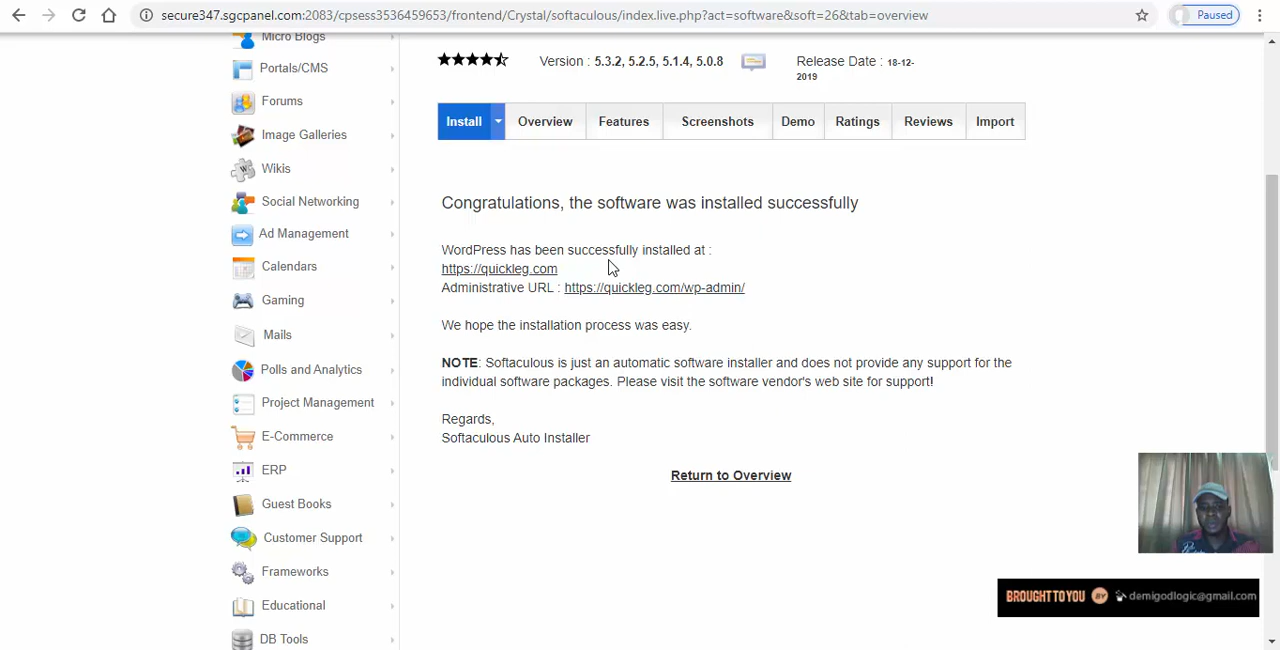 secure347.sgcpanel.com:2083/cpsess3536459653/frontend/Crystal/softaculous/index.live.php?act=software&soft=26&tab=overview
Paused
Micro Blogs
Portals/CMS
Forums
Image Galleries
Wikis
Social Networking
Ad Management
Calendars
Gaming
Mails
Polls and Analytics
Project Management
E-Commerce
ERP
Guest Books
Customer Support
Frameworks
Educational
DB Tools
Version : 5.3.2, 5.2.5, 5.1.4, 5.0.8
Release Date : 18-12-
2019
Install
Overview
Features
Screenshots
Demo
Ratings
Reviews
Import
Congratulations, the software was installed successfully
WordPress has been successfully installed at :
https://quickleg.com
Administrative URL : https://quickleg.com/wp-admin/
We hope the installation process was easy.
NOTE: Softaculous is just an automatic software installer and does not provide any support for the
individual software packages. Please visit the software vendor's web site for support!
Regards,
Softaculous Auto Installer
Return to Overview
BROUGHT TO YOU BY demigodlogic@gmail.com